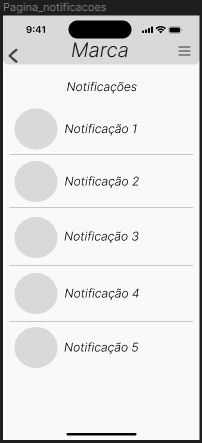 Pagina_notificacoes
9:41
Marca
Notificações
Notificação 1
Notificação 2
Notificação 3
Notificação 4
Notificação 5